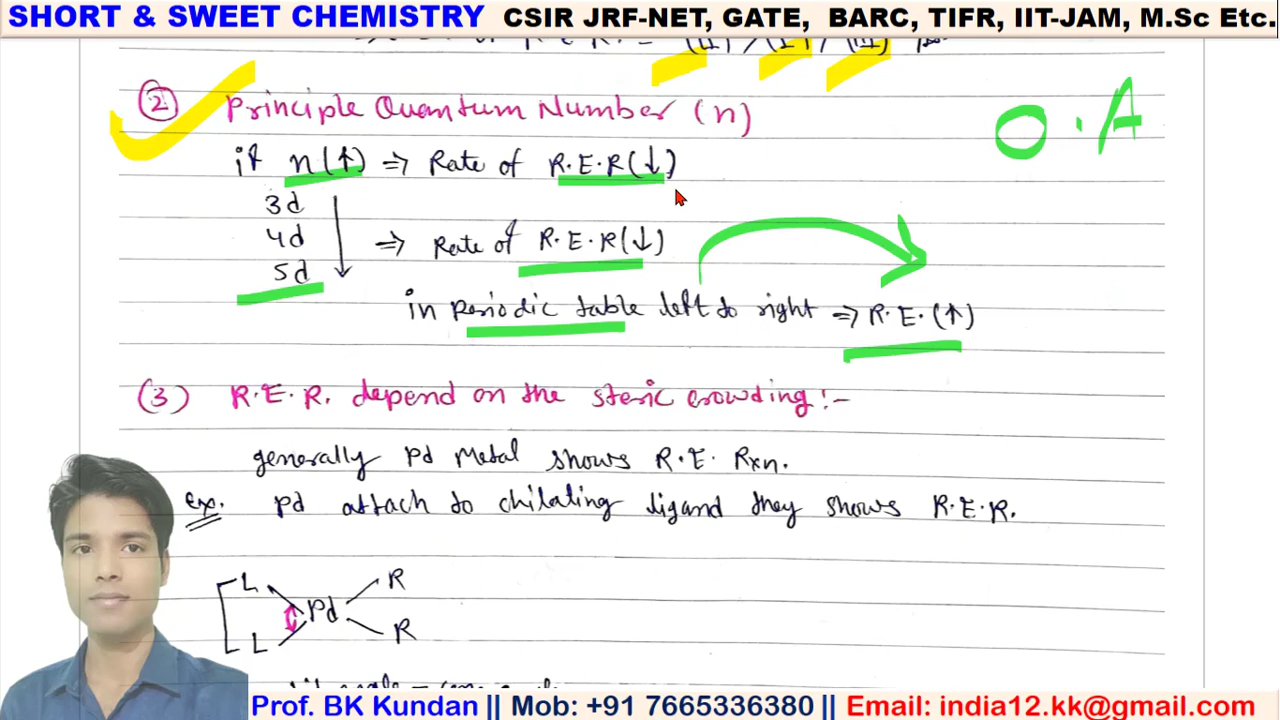 SHORT & SWEET CHEMISTRY CSIR JRF-NET, GATE, BARC, TIFR, IIT-JAM, M.Sc Etc.
② Principle Quantum Number (n)
O.A
if n(↑) ⇒ Rate of R.E.R(↓)
3d
4d ⇒ Rate of R.E.R(↓)
5d
in periodic table left to right ⇒ R.E.(↑)
(3) R.E.R. depend on the steric crowding:-
generally Pd Metal shows R.E. Rxn.
Ex. Pd attach to chilating ligand they shows R.E.R.
L Pd R
L R
Prof. BK Kundan || Mob: +91 7665336380 || Email: india12.kk@gmail.com